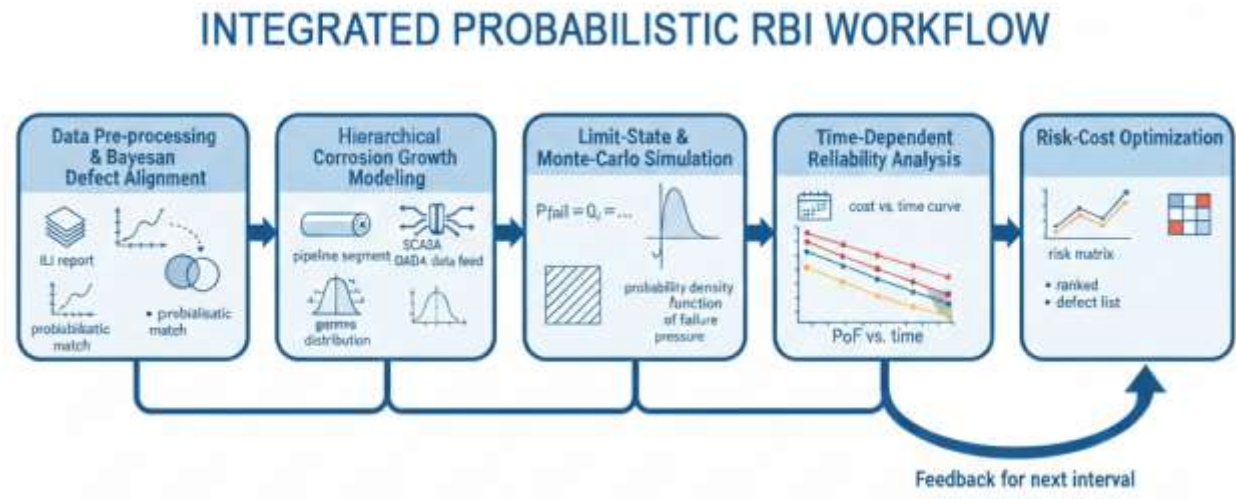 INTEGRATED PROBABILISTIC RBI WORKFLOW
Data Pre-processing
& Bayesan
Defect Alignment
ILI report
probiubikatic
match
• probialisatic
match
Hierarchical
Corrosion Growth
Modeling
pipeline segment
data feed
distribution
Limit-State &
Monte-Carlo Simulation
Pfail = Q, = ...
probability density
function
of failure
pressure
Time-Dependent
Reliability Analysis
cost vs. time curve
PoF vs. time
Risk-Cost Optimization
risk matrix
• ranked
• defect list
Feedback for next interval